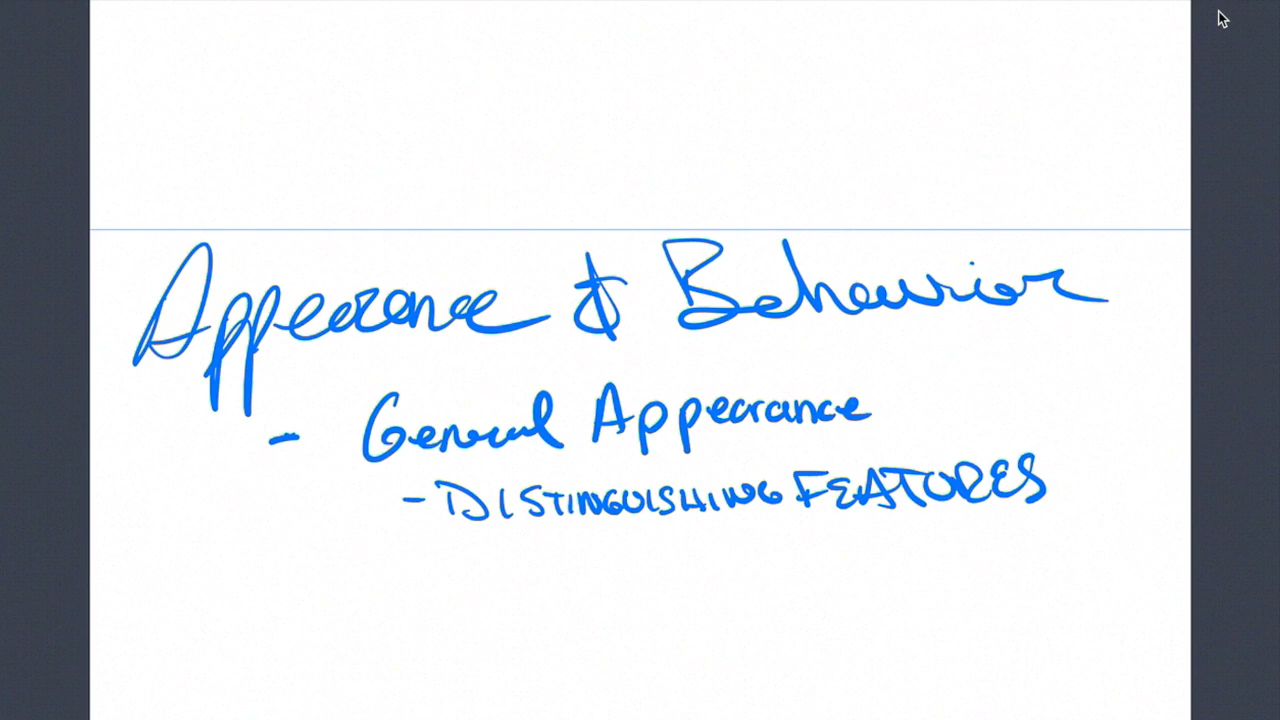 Appearance & Behavior
- General Appearance
- DISTINGUISHING FEATURES